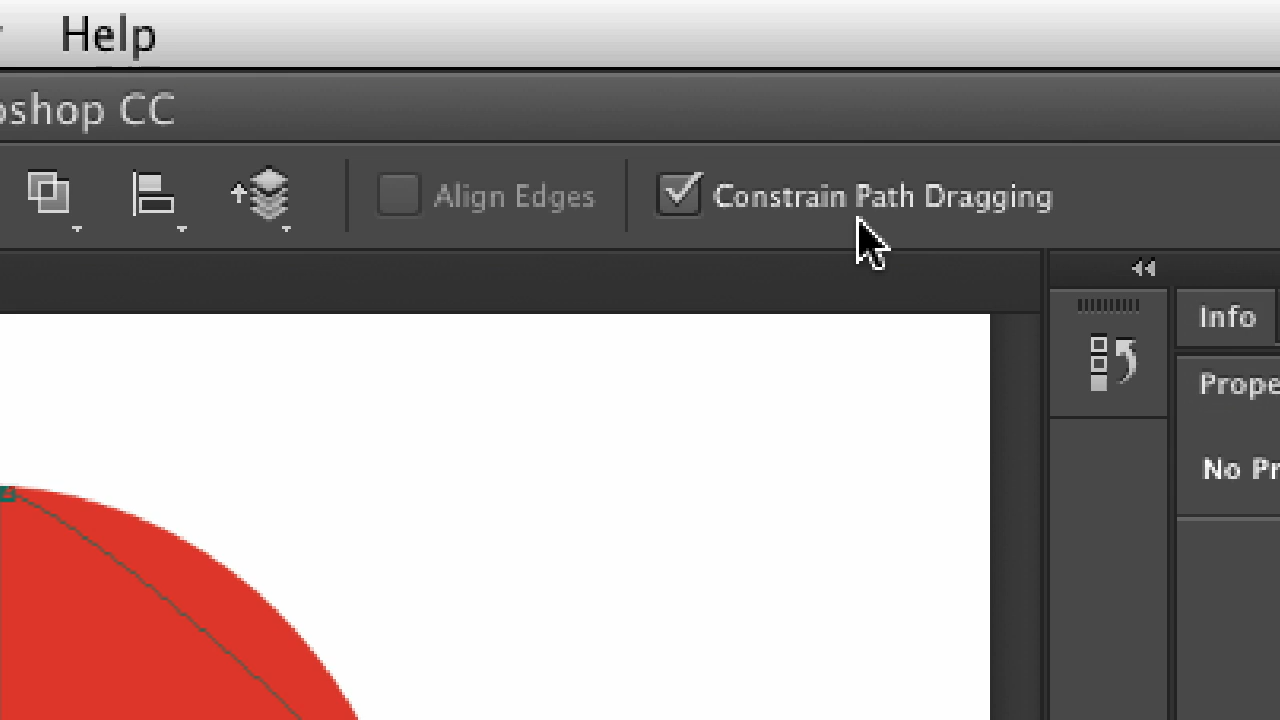 Help
oshop CC
Align Edges
Constrain Path Dragging
Info
Prope
No Pr